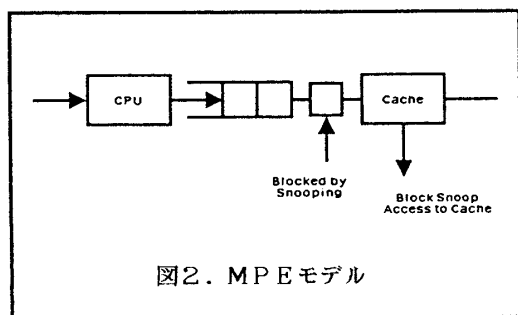 CPU
Cache
Blocked by
Snooping
Block Snoop
Access to Cache
図2. MPEモデル